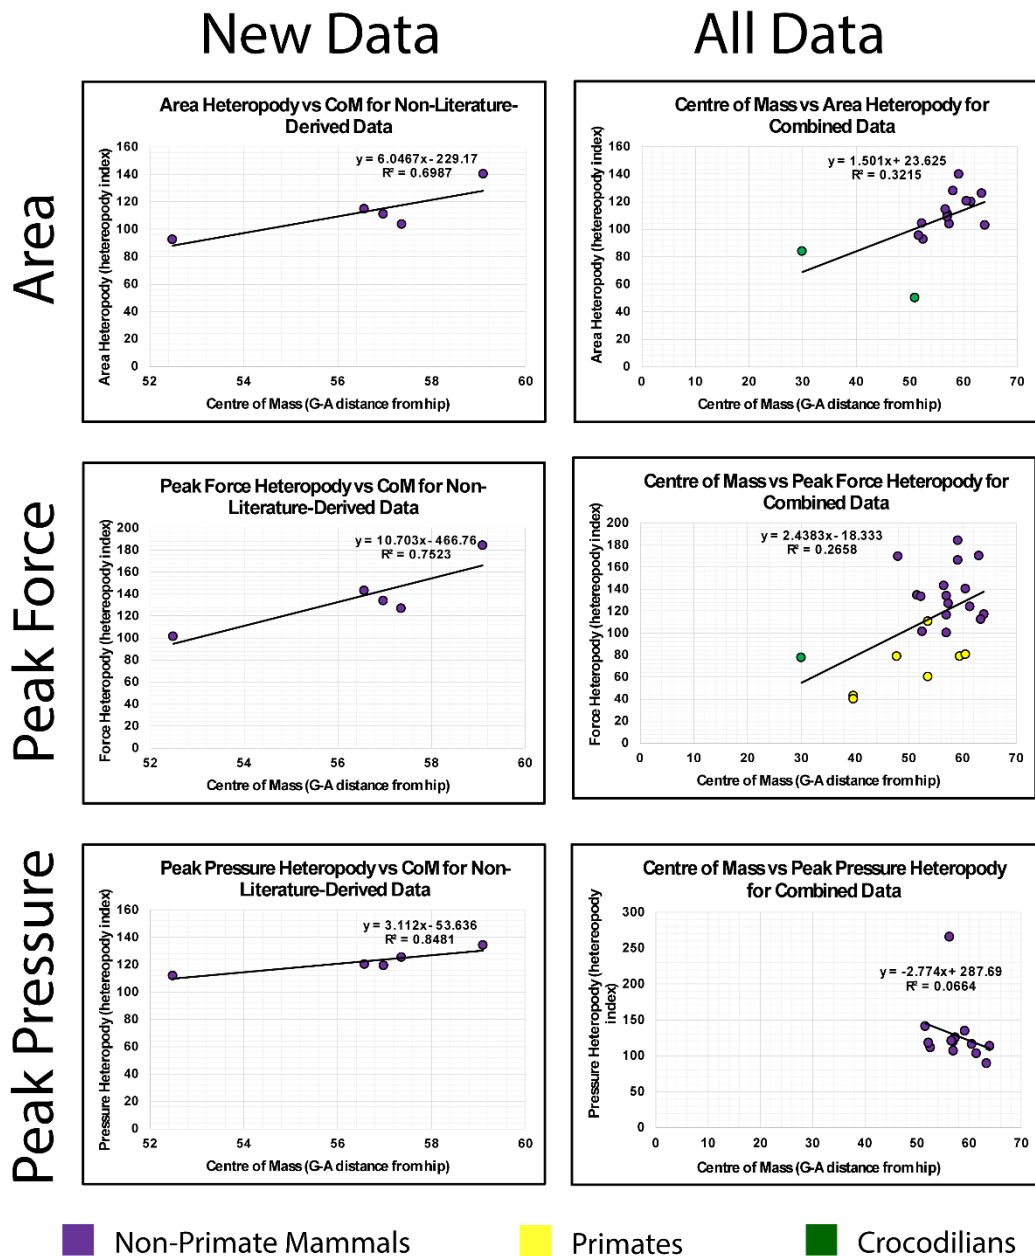 New Data
All Data
Area
Area Heteropody vs CoM for Non-Literature-
Derived Data
y = 6.0467x - 229.17
R² = 0.6987
Area Heteropody (hetereopody index)
160
140
120
100
80
60
40
20
0
52
54
56
58
60
Centre of Mass (G-A distance from hip)
Centre of Mass vs Area Heteropody for
Combined Data
y = 1.501x + 23.625
R² = 0.3215
Area Heteropody (hetereopody index)
160
140
120
100
80
60
40
20
0
0
10
20
30
40
50
60
70
Centre of Mass (G-A distance from hip)
Peak Force
Peak Force Heteropody vs CoM for Non-
Literature-Derived Data
y = 10.703x - 466.76
R² = 0.7523
Force Heteropody (hetereopody index)
200
180
160
140
120
100
80
60
40
20
0
52
54
56
58
60
Centre of Mass (G-A distance from hip)
Centre of Mass vs Peak Force Heteropody for
Combined Data
y = 2.4383x - 18.333
R² = 0.2658
Force Heteropody (hetereopody index)
200
180
160
140
120
100
80
60
40
20
0
0
10
20
30
40
50
60
70
Centre of Mass (G-A distance from hip)
Peak Pressure
Peak Pressure Heteropody vs CoM for Non-
Literature-Derived Data
y = 3.112x - 53.636
R² = 0.8481
Pressure Heteropody (hetereopody index)
160
140
120
100
80
60
40
20
0
52
54
56
58
60
Centre of Mass (G-A distance from hip)
Centre of Mass vs Peak Pressure Heteropody
for Combined Data
y = -2.774x + 287.69
R² = 0.0664
Pressure Heteropody (hetereopody
index)
300
250
200
150
100
50
0
0
10
20
30
40
50
60
70
Centre of Mass (G-A distance from hip)
Non-Primate Mammals
Primates
Crocodilians